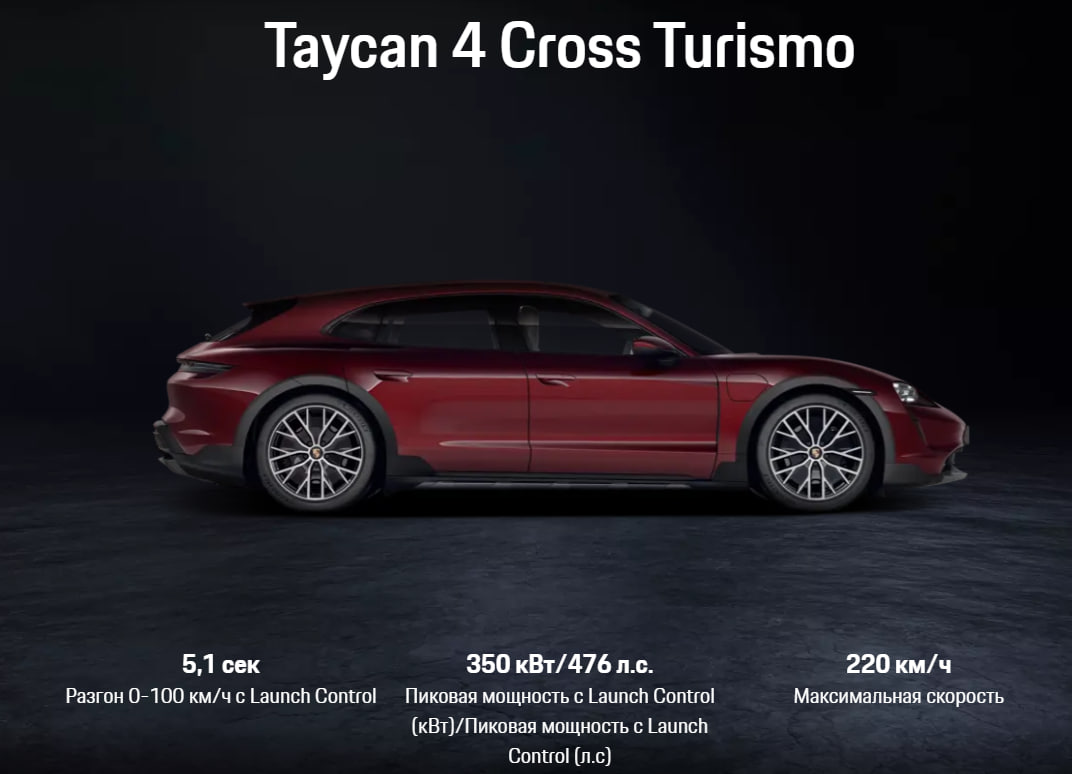 Taycan 4 Cross Turismo
5,1 сек
Разгон 0-100 км/ч с Launch Control
350 кВт/476 л.с.
Пиковая мощность с Launch Control
(кВт)/Пиковая мощность с Launch
Control (л.с)
220 км/ч
Максимальная скорость